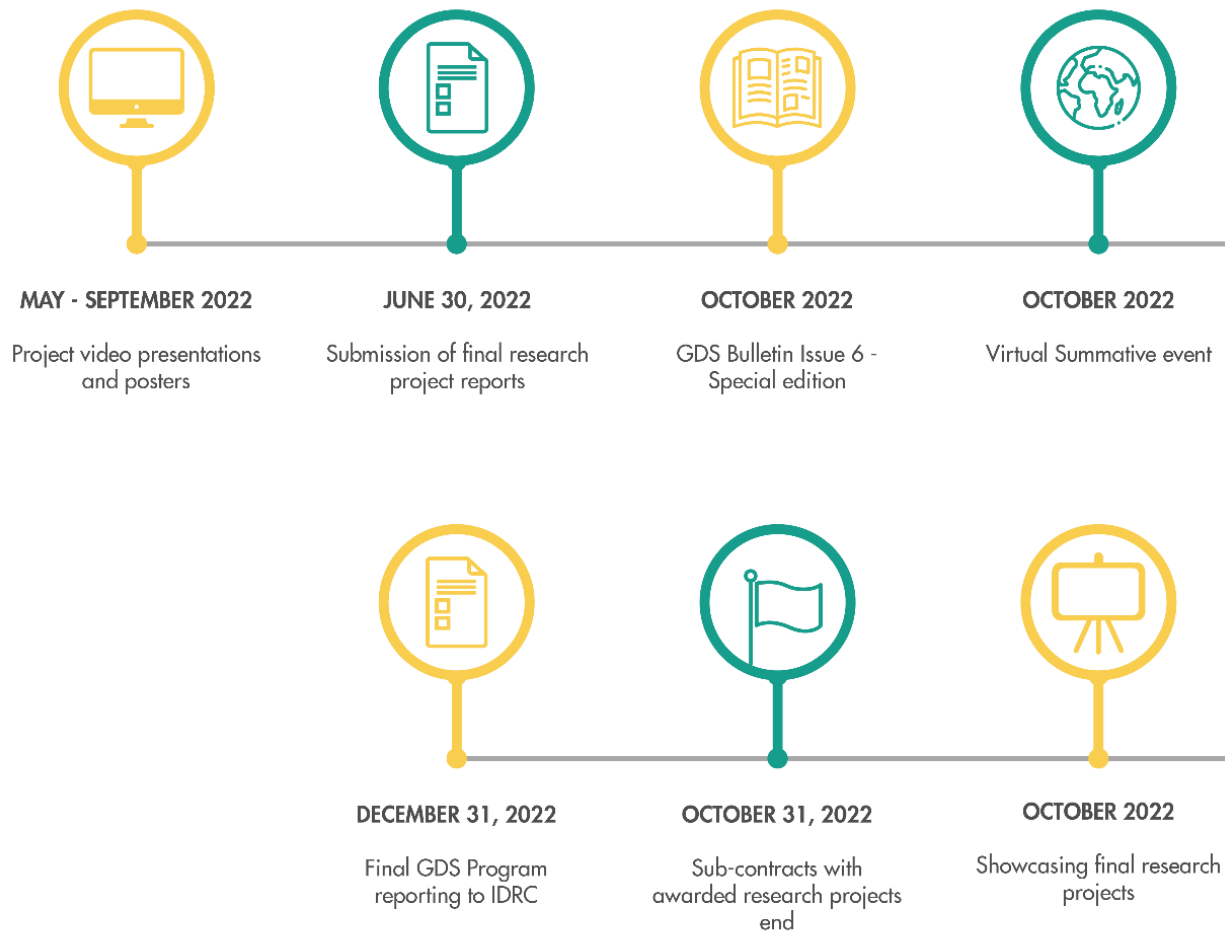 MAY - SEPTEMBER 2022
Project video presentations
and posters
JUNE 30, 2022
Submission of final research
project reports
OCTOBER 2022
GDS Bulletin Issue 6 -
Special edition
OCTOBER 2022
Virtual Summative event
DECEMBER 31, 2022
Final GDS Program
reporting to IDRC
OCTOBER 31, 2022
Sub-contracts with
awarded research projects
end
OCTOBER 2022
Showcasing final research
projects